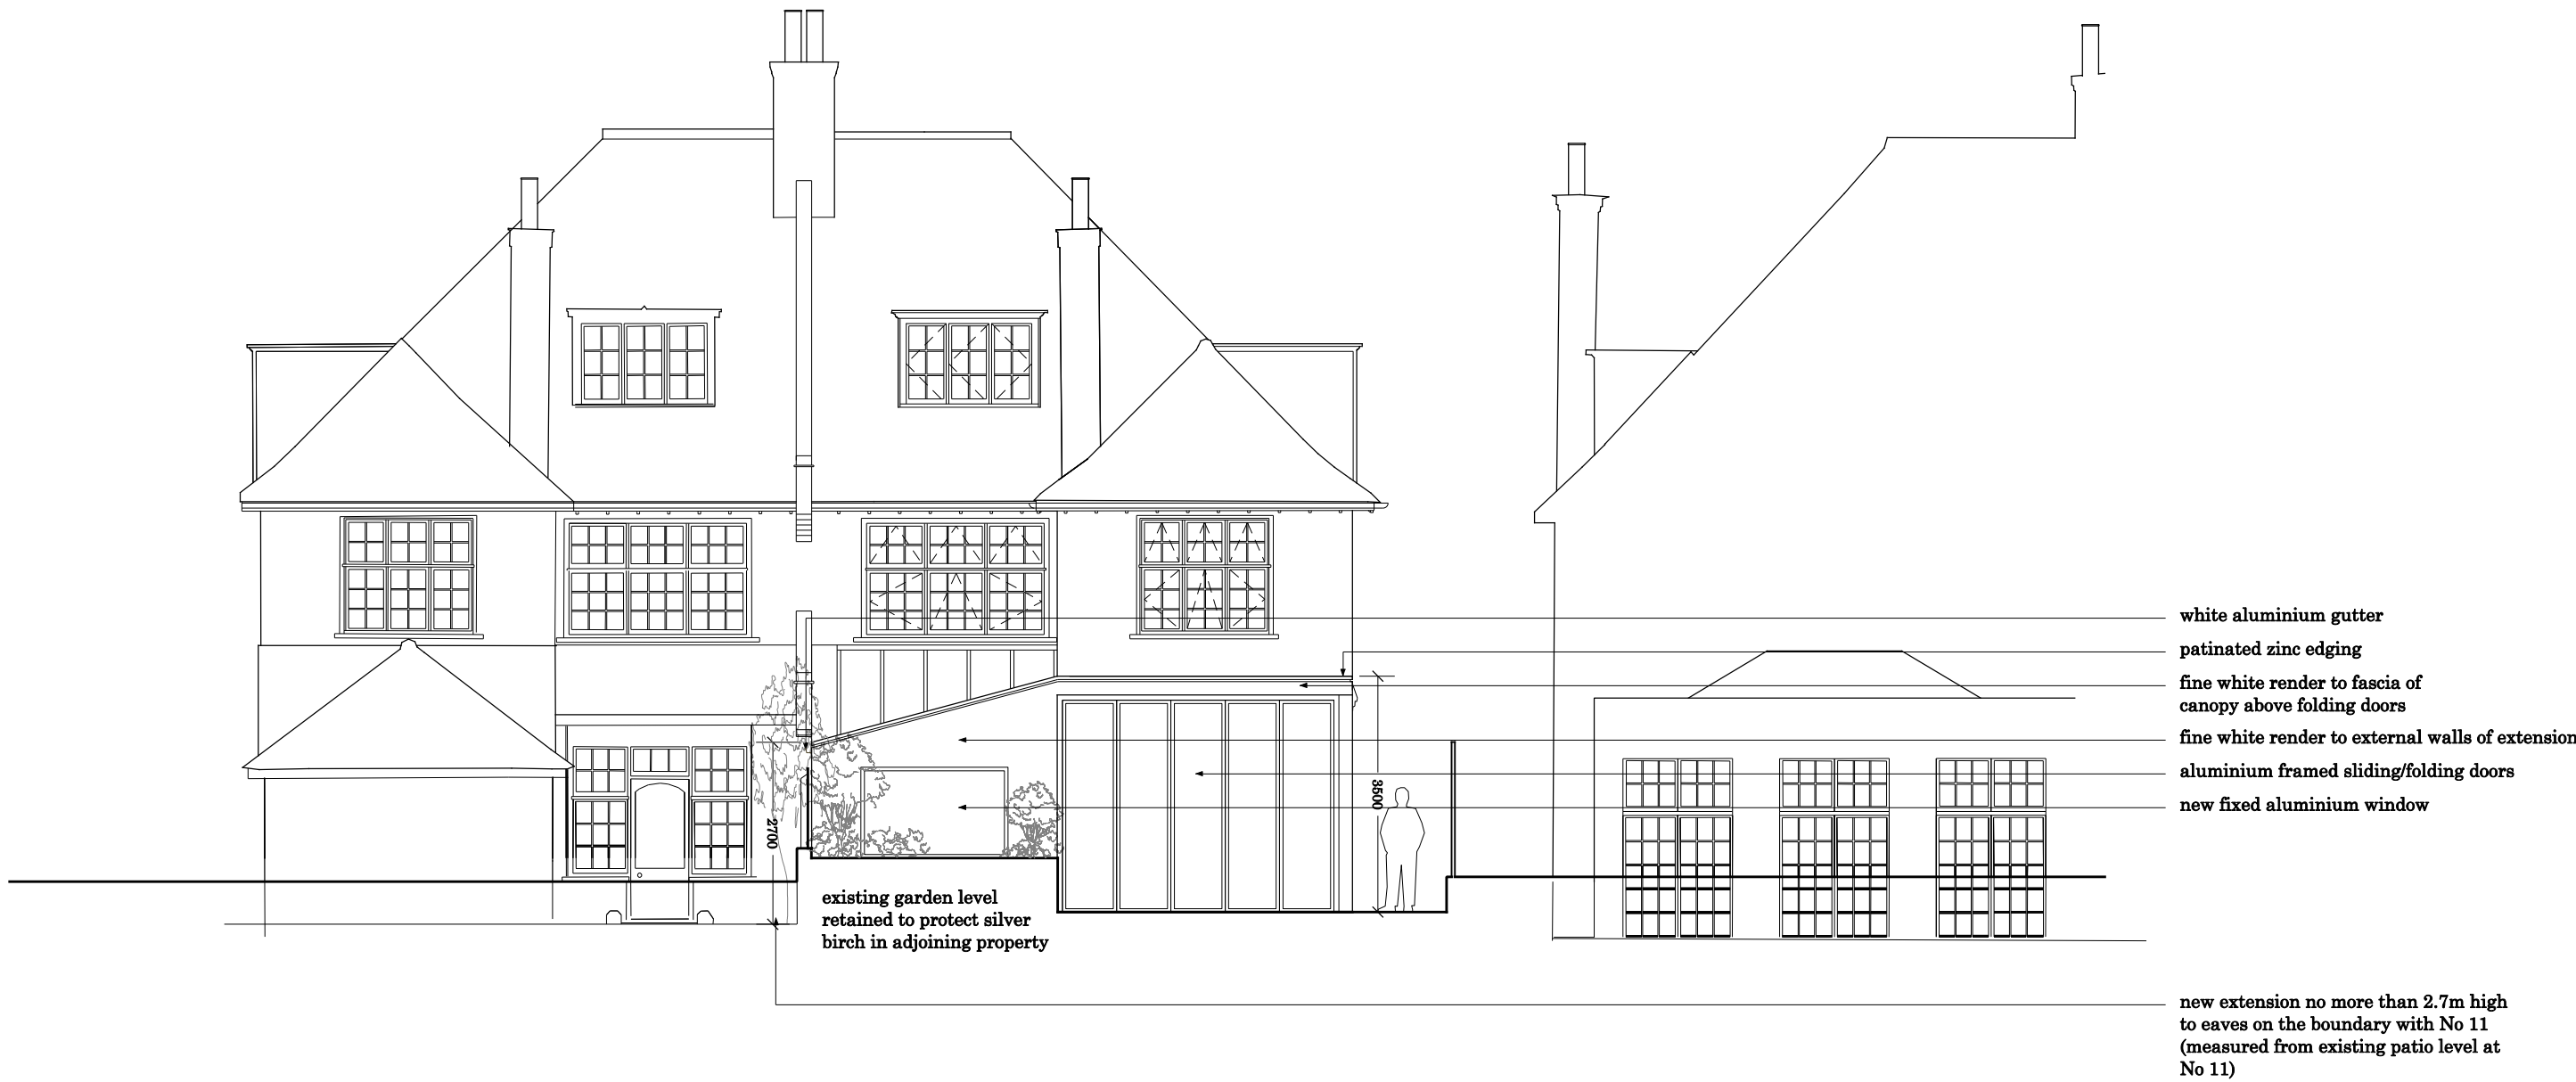 white aluminium gutter
patinated zinc edging
fine white render to fascia of
canopy above folding doors
fine white render to external walls of extension
aluminium framed sliding/folding doors
new fixed aluminium window
3500
2700
existing garden level
retained to protect silver
birch in adjoining property
new extension no more than 2.7m high
to eaves on the boundary with No 11
(measured from existing patio level at
No 11)